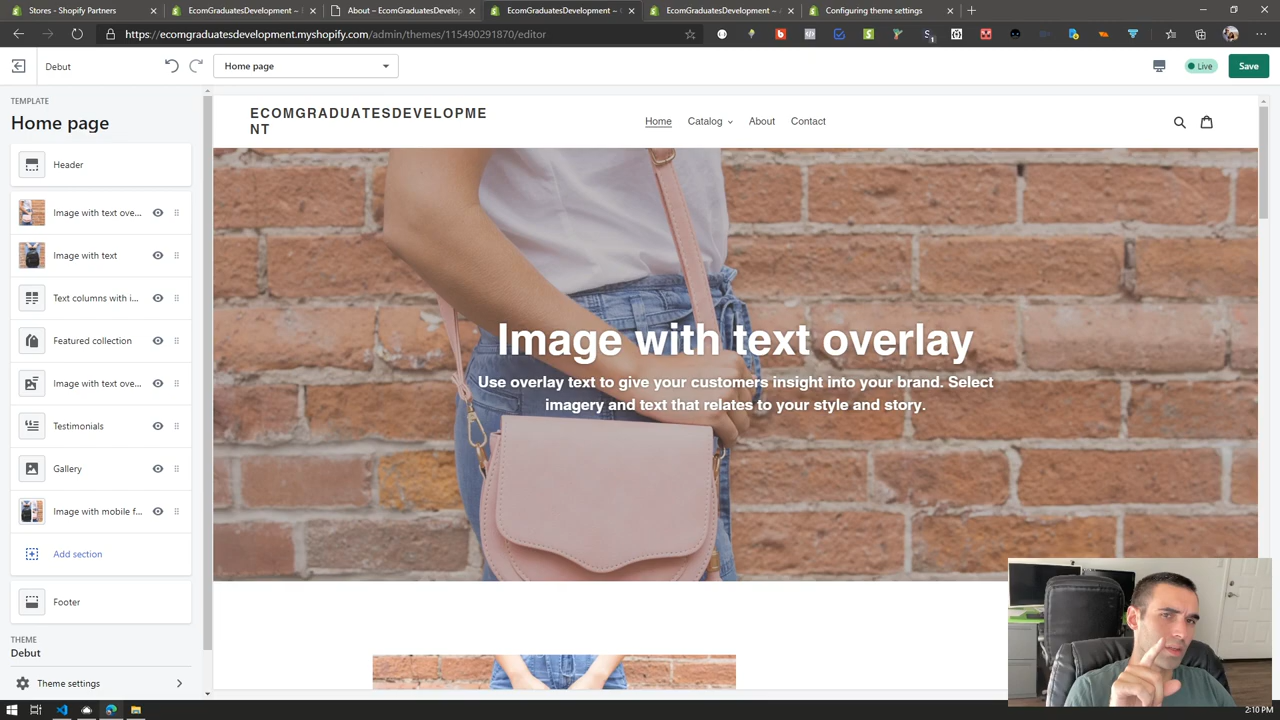 Stores - Shopify Partners
EcomGraduatesDevelopment ~
About – EcomGraduatesDevelop
EcomGraduatesDevelopment ~
EcomGraduatesDevelopment ~
Configuring theme settings
https://ecomgraduatesdevelopment.myshopify.com/admin/themes/115490291870/editor
Debut
Home page
Live
Save
TEMPLATE
Home page
Header
Image with text ove...
Image with text
Text columns with i...
Featured collection
Image with text ove...
Testimonials
Gallery
Image with mobile f...
Add section
Footer
THEME
Debut
Theme settings
ECOMGRADUATESDEVELOPME
NT
Home
Catalog
About
Contact
Image with text overlay
Use overlay text to give your customers insight into your brand. Select
imagery and text that relates to your style and story.
2:10 PM